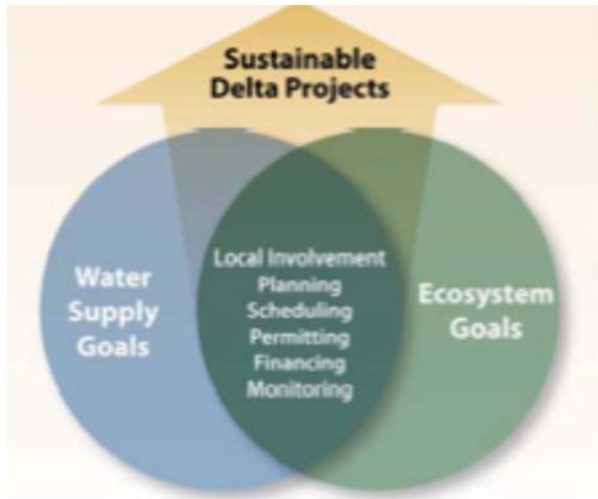 Sustainable
Delta Projects
Water
Supply
Goals
Local Involvement
Planning
Scheduling
Permitting
Financing
Monitoring
Ecosystem
Goals